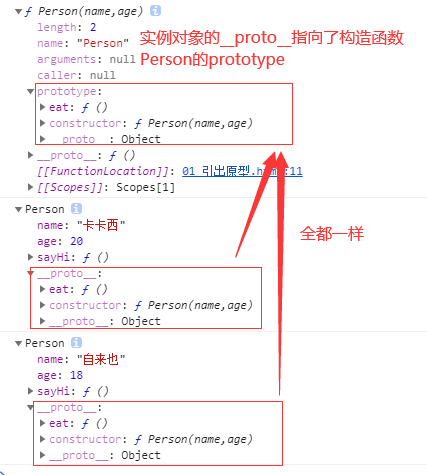 ▼ƒ Person(name,age) i
length: 2
name: "Person"
arguments: null
caller: null
实例对象的__proto__指向了构造函数
Person的prototype
▼prototype:
▶eat: ƒ ()
▶constructor: ƒ Person(name,age)
▶__proto__: Object
▶__proto__: ƒ ()
[[FunctionLocation]]: 01 引出原型.html:11
▶[[Scopes]]: Scopes[1]
▼Person i
name: "卡卡西"
age: 20
▶sayHi: ƒ ()
全都一样
▼__proto__:
▶eat: ƒ ()
▶constructor: ƒ Person(name,age)
▶__proto__: Object
▼Person i
name: "自来也"
age: 18
▶sayHi: ƒ ()
▼__proto__:
▶eat: ƒ ()
▶constructor: ƒ Person(name,age)
▶__proto__: Object